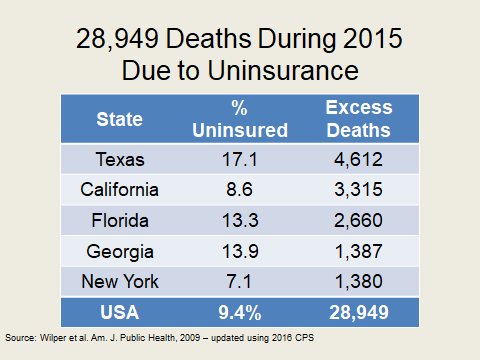 28,949 Deaths During 2015
Due to Uninsurance
State % Uninsured Excess Deaths
Texas 17.1 4,612
California 8.6 3,315
Florida 13.3 2,660
Georgia 13.9 1,387
New York 7.1 1,380
USA 9.4% 28,949
Source: Wilper et al. Am. J. Public Health, 2009 – updated using 2016 CPS